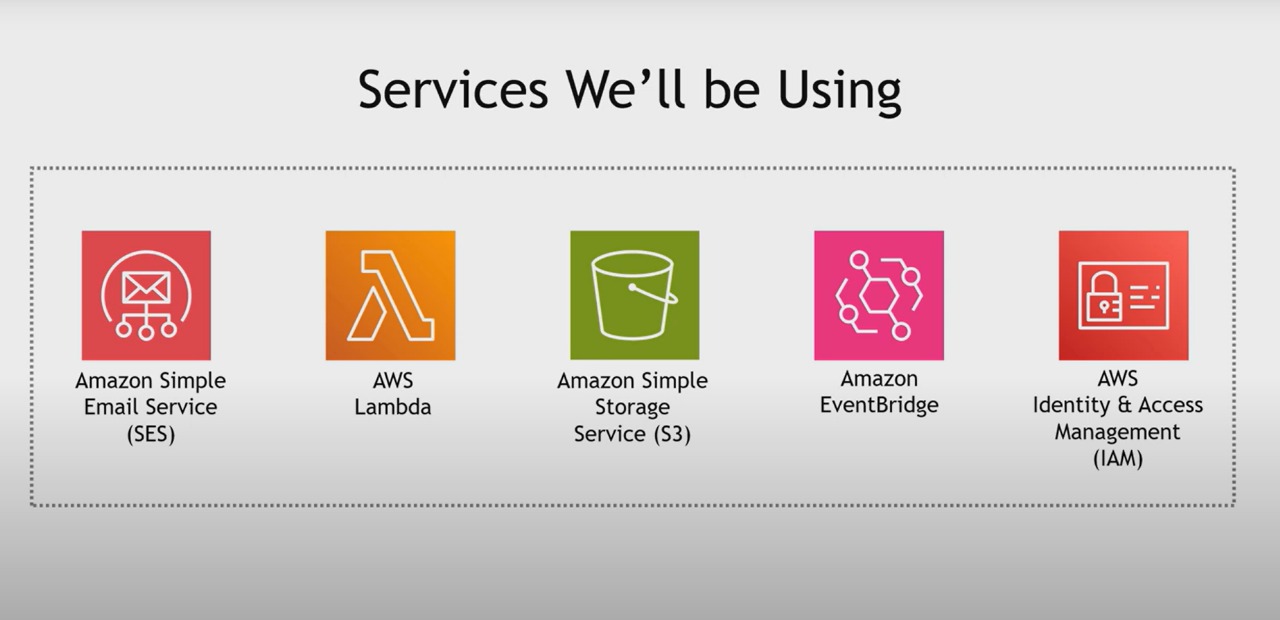 Services We’ll be Using
Amazon Simple
Email Service
(SES)
AWS
Lambda
Amazon Simple
Storage
Service (S3)
Amazon
EventBridge
AWS
Identity & Access
Management
(IAM)